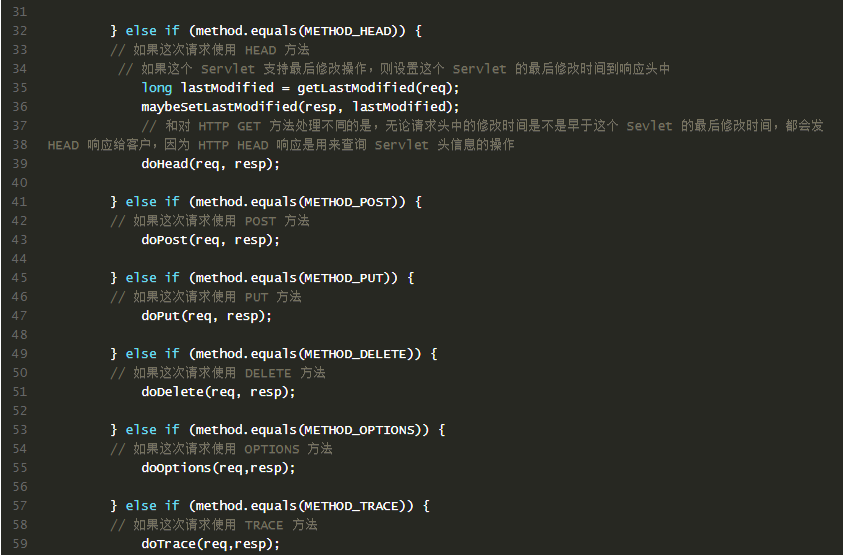 31
32 } else if (method.equals(METHOD_HEAD)) {
33 // 如果这次请求使用 HEAD 方法
34 // 如果这个 Servlet 支持最后修改操作，则设置这个 Servlet 的最后修改时间到响应头中
35 long lastModified = getLastModified(req);
36 maybeSetLastModified(resp, lastModified);
37 // 和对 HTTP GET 方法处理不同的是，无论请求头中的修改时间是不是早于这个 Sevlet 的最后修改时间，都会发
38 HEAD 响应给客户，因为 HTTP HEAD 响应是用来查询 Servlet 头信息的操作
39 doHead(req, resp);
40
41 } else if (method.equals(METHOD_POST)) {
42 // 如果这次请求使用 POST 方法
43 doPost(req, resp);
44
45 } else if (method.equals(METHOD_PUT)) {
46 // 如果这次请求使用 PUT 方法
47 doPut(req, resp);
48
49 } else if (method.equals(METHOD_DELETE)) {
50 // 如果这次请求使用 DELETE 方法
51 doDelete(req, resp);
52
53 } else if (method.equals(METHOD_OPTIONS)) {
54 // 如果这次请求使用 OPTIONS 方法
55 doOptions(req,resp);
56
57 } else if (method.equals(METHOD_TRACE)) {
58 // 如果这次请求使用 TRACE 方法
59 doTrace(req,resp);